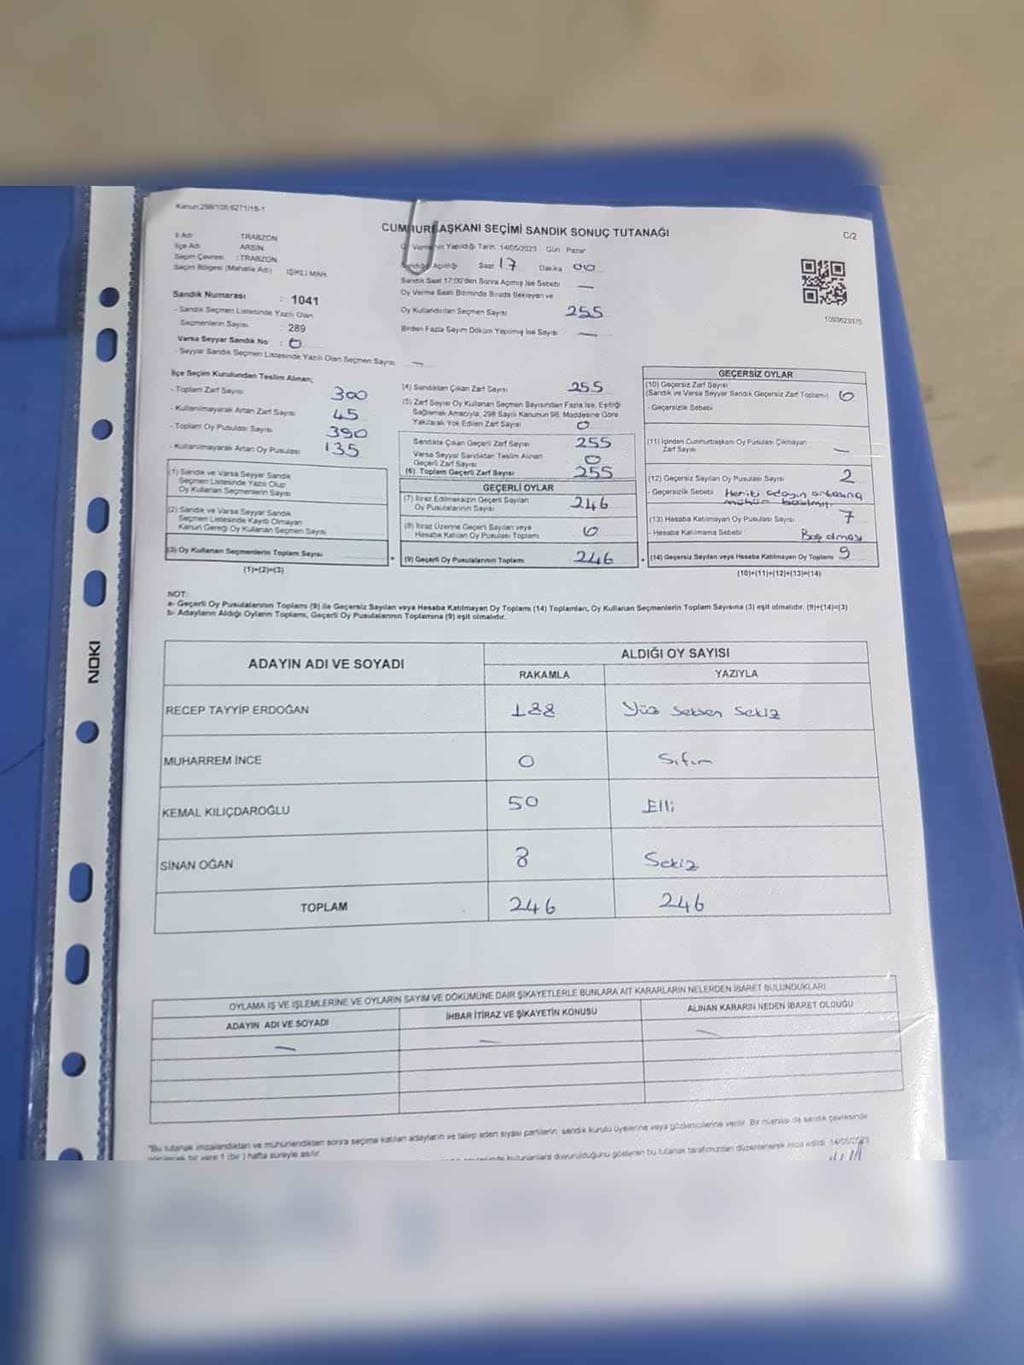 Kanun:298/105;6271/18-1
CUMHURBAŞKANI SEÇİMİ SANDIK SONUÇ TUTANAĞI
C/2
İl Adı : TRABZON
İlçe Adı ARSİN
Seçim Çevresi : TRABZON
Seçim Bölgesi (Mahalle Adı) IŞIKLI MAH.
Oy Verme'nin Yapıldığı Tarih: 14/05/2023 Gün : Pazar
Sandığın Açıldığı Saat 17 Dakika 00
Sandık Saat 17:00'den Sonra Açılmış İse Sebebi —
Oy Verme Saati Bitiminde Sırada Bekleyen ve
Oy Kullandırılan Seçmen Sayısı 255
Birden Fazla Sayım Döküm Yapılmış İse Sayısı —
1093623375
Sandık Numarası : 1041
- Sandık Seçmen Listesinde Yazılı Olan
Seçmenlerin Sayısı : 289
Varsa Seyyar Sandık No : 0
- Seyyar Sandık Seçmen Listesinde Yazılı Olan Seçmen Sayısı —
İlçe Seçim Kurulundan Teslim Alınan;
- Toplam Zarf Sayısı 300
- Kullanılmayarak Artan Zarf Sayısı 45
- Toplam Oy Pusulası Sayısı 390
- Kullanılmayarak Artan Oy Pusulası 135
(1) Sandık ve Varsa Seyyar Sandık
Seçmen Listesinde Yazılı Olup
Oy Kullanan Seçmenlerin Sayısı
(2) Sandık ve Varsa Seyyar Sandık
Seçmen Listesinde Kayıtlı Olmayan
Kanun Gereği Oy Kullanan Seçmen Sayısı
(3) Oy Kullanan Seçmenlerin Toplam Sayısı
(1)+(2)=(3)
(4) Sandıktan Çıkan Zarf Sayısı 255
(5) Zarf Sayısı Oy Kullanan Seçmen Sayısından Fazla İse, Eşitliği
Sağlamak Amacıyla, 298 Sayılı Kanunun 98. Maddesine Göre
Yakılarak Yok Edilen Zarf Sayısı 0
Sandıkta Çıkan Geçerli Zarf Sayısı 255
Varsa Seyyar Sandıktan Teslim Alınan
Geçerli Zarf Sayısı 0
(6) Toplam Geçerli Zarf Sayısı 255
GEÇERLİ OYLAR
(7) İtiraz Edilmeksizin Geçerli Sayılan
Oy Pusulalarının Sayısı 246
(8) İtiraz Üzerine Geçerli Sayılan veya
Hesaba Katılan Oy Pusulası Toplamı 0
(9) Geçerli Oy Pusulalarının Toplamı 246
GEÇERSİZ OYLAR
(10) Geçersiz Zarf Sayısı
(Sandık ve Varsa Seyyar Sandık Geçersiz Zarf Toplamı) 0
- Geçersizlik Sebebi
(11) İçinden Cumhurbaşkanı Oy Pusulası Çıkmayan
Zarf Sayısı —
(12) Geçersiz Sayılan Oy Pusulası Sayısı 2
- Geçersizlik Sebebi Her iki adayın ortasına
mühür basılmış
(13) Hesaba Katılmayan Oy Pusulası Sayısı 7
- Hesaba Katılmama Sebebi Boş olması
(14) Geçersiz Sayılan veya Hesaba Katılmayan Oy Toplamı 9
(10)+(11)+(12)+(13)=(14)
NOT:
a- Geçerli Oy Pusulalarının Toplamı (9) ile Geçersiz Sayılan veya Hesaba Katılmayan Oy Toplamı (14) Toplamları, Oy Kullanan Seçmenlerin Toplam Sayısına (3) eşit olmalıdır. (9)+(14)=(3)
b- Adayların Aldığı Oyların Toplamı, Geçerli Oy Pusulalarının Toplamına (9) eşit olmalıdır.
ADAYIN ADI VE SOYADI
ALDIĞI OY SAYISI
RAKAMLA YAZIYLA
RECEP TAYYİP ERDOĞAN 188 Yüz Seksen Sekiz
MUHARREM İNCE 0 Sıfır
KEMAL KILIÇDAROĞLU 50 Elli
SİNAN OĞAN 8 Sekiz
TOPLAM 246 246
OYLAMA İŞ VE İŞLEMLERİNE VE OYLARIN SAYIM VE DÖKÜMÜNE DAİR ŞİKAYETLERLE BUNLARA AİT KARARLARIN NELERDEN İBARET BULUNDUKLARI
ADAYIN ADI VE SOYADI İHBAR İTİRAZ VE ŞİKAYETİN KONUSU ALINAN KARARIN NEDEN İBARET OLDUĞU
— — —
"Bu tutanak imzalandıktan ve mühürlendikten sonra seçime katılan adayların ve talep eden siyasi partilerin sandık kurulu üyelerine veya gözlemcilerine verilir. Bir nüshası da sandık çevresinde
görülecek bir yere 1 (bir ) hafta süreyle asılır.
bulunanlara duyurulduğunu gösteren bu tutanak tarafımızdan düzenlenerek imza edildi. 14/05/2023
NOKI